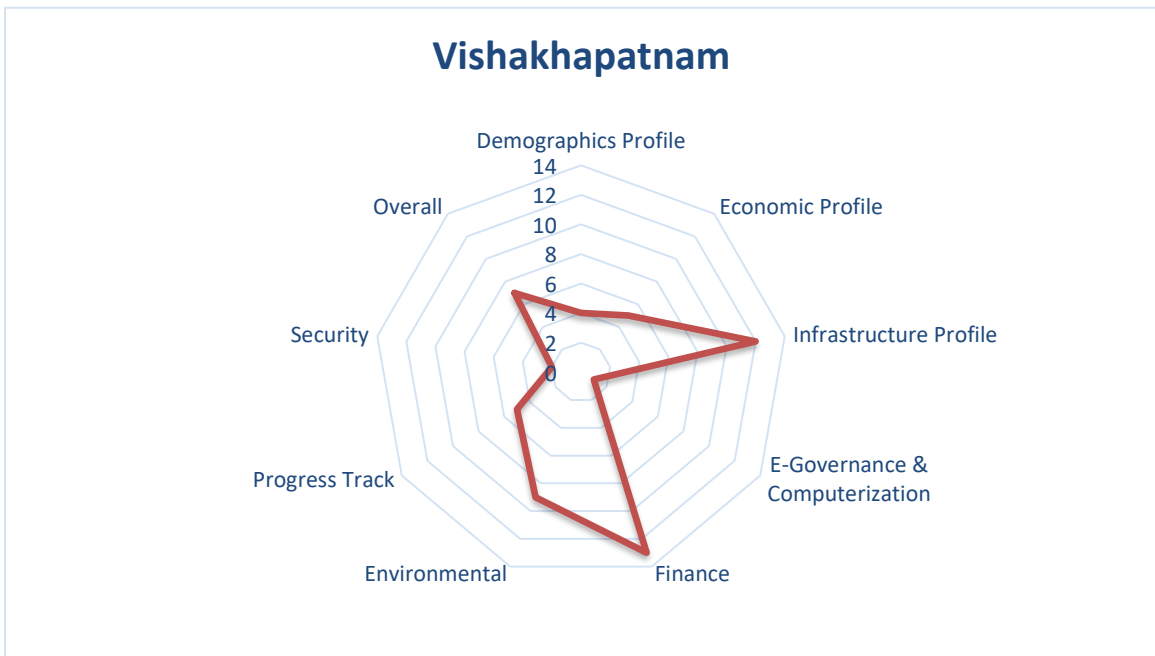 Vishakhapatnam
Demographics Profile
14
12
10
8
6
4
2
0
Economic Profile
Infrastructure Profile
E-Governance &
Computerization
Finance
Environmental
Progress Track
Security
Overall